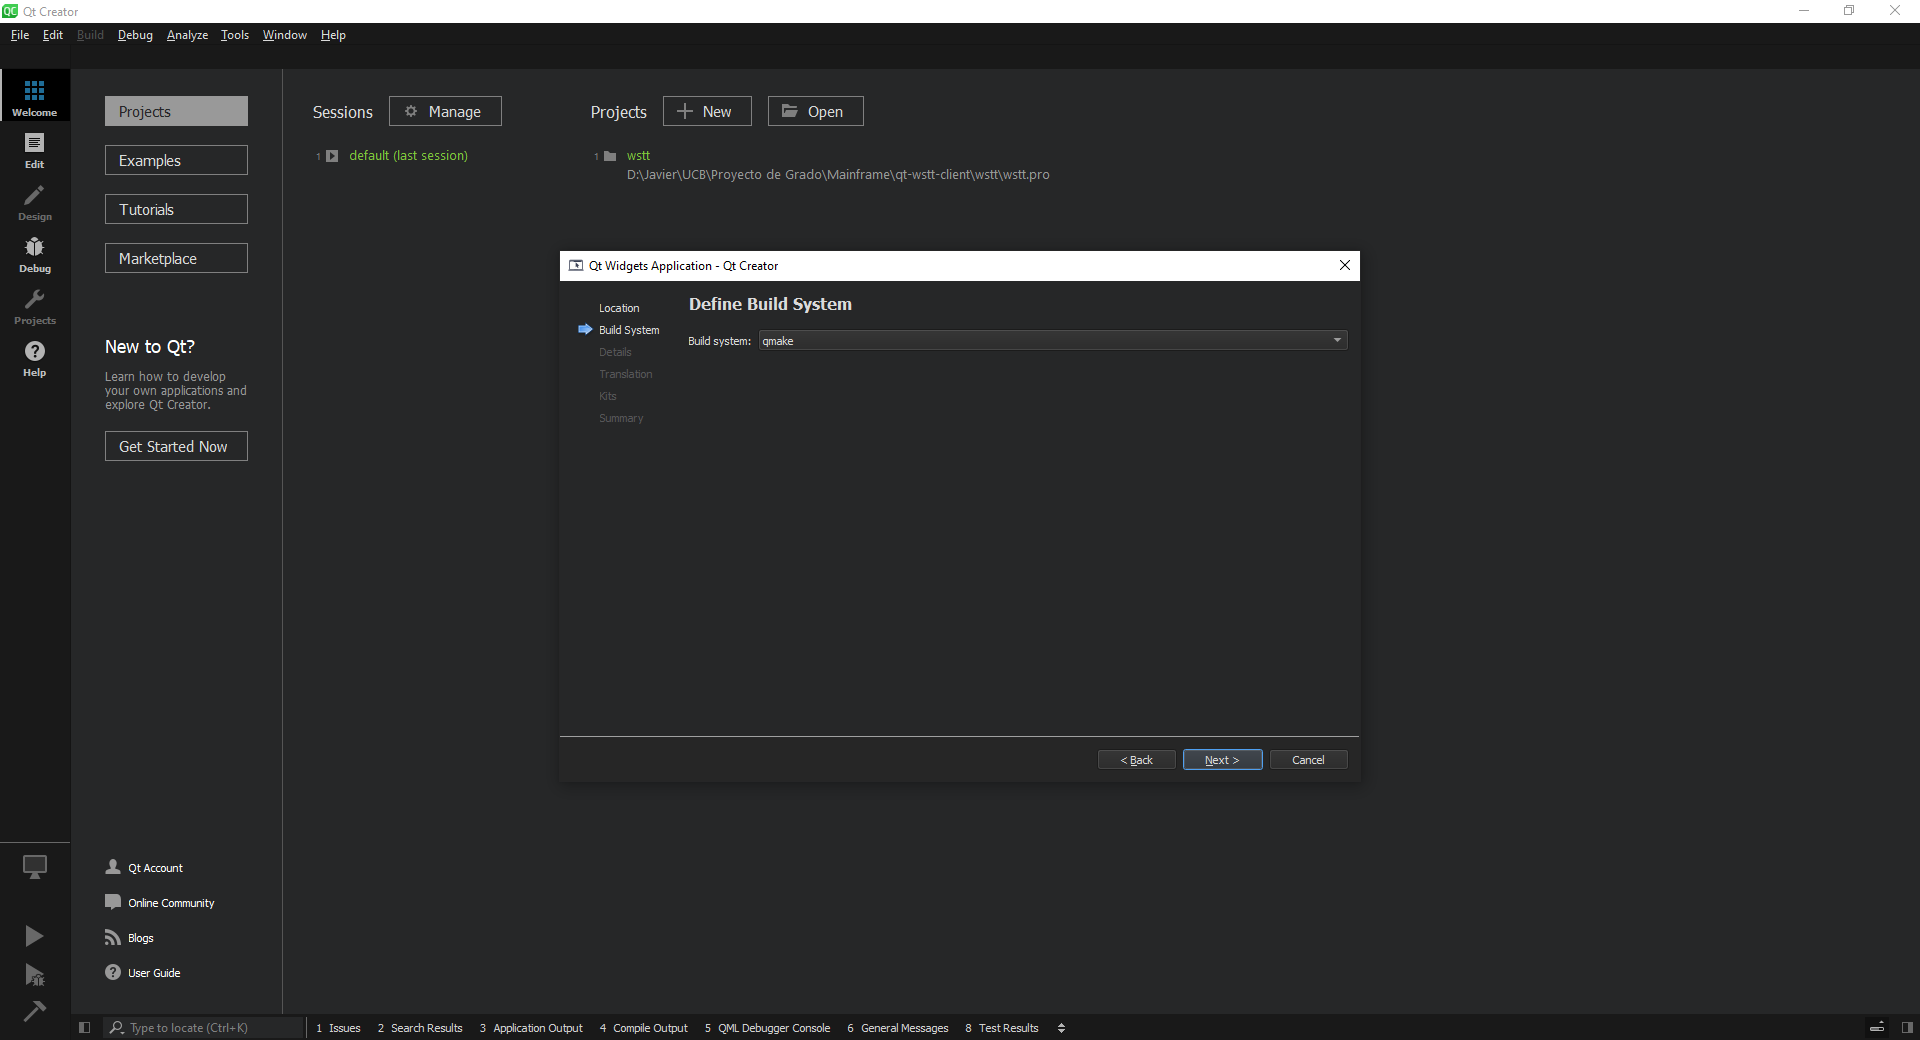 QC Qt Creator
File Edit Build Debug Analyze Tools Window Help
Welcome
Edit
Design
Debug
Projects
? Help
Projects
Examples
Tutorials
Marketplace
New to Qt?
Learn how to develop
your own applications and
explore Qt Creator.
Get Started Now
Qt Account
Online Community
Blogs
? User Guide
Sessions Manage
1 default (last session)
Projects New Open
1 wstt
D:\Javier\UCB\Proyecto de Grado\Mainframe\qt-wstt-client\wstt\wstt.pro
Qt Widgets Application - Qt Creator
Location
Build System
Details
Translation
Kits
Summary
Define Build System
Build system: qmake
< Back Next > Cancel
Type to locate (Ctrl+K) 1 Issues 2 Search Results 3 Application Output 4 Compile Output 5 QML Debugger Console 6 General Messages 8 Test Results